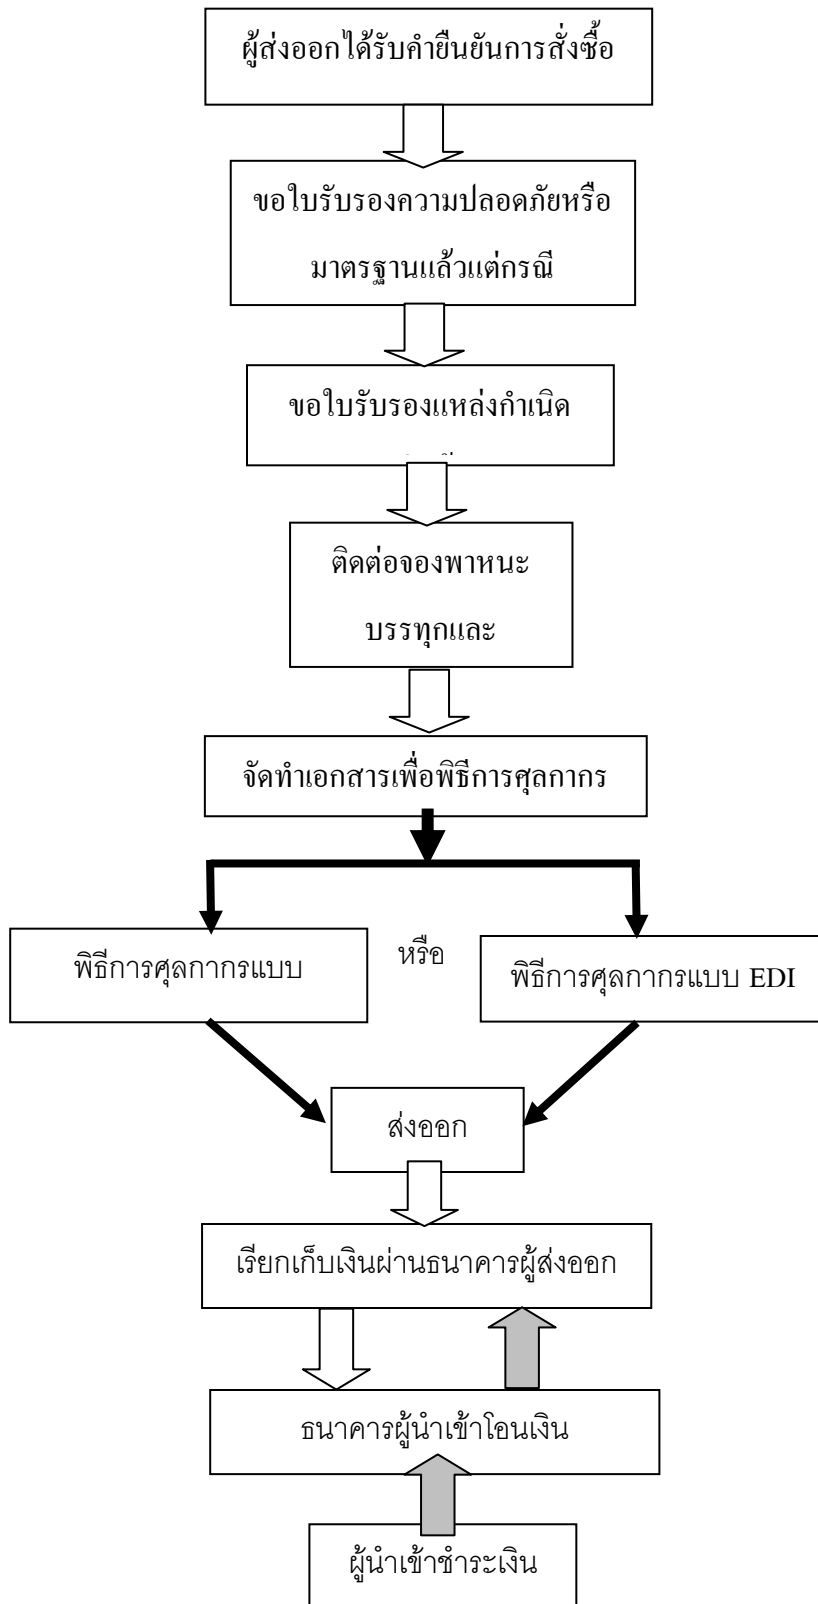 ผู้ส่งออกได้รับคำยืนยันการสั่งซื้อ
ขอใบรับรองความปลอดภัยหรือ
มาตรฐานแล้วแต่กรณี
ขอใบรับรองแหล่งกำเนิด
ติดต่อจองพาหนะ
บรรทุกและ
จัดทำเอกสารเพื่อพิธีการศุลกากร
พิธีการศุลกากรแบบ
หรือ
พิธีการศุลกากรแบบ EDI
ส่งออก
เรียกเก็บเงินผ่านธนาคารผู้ส่งออก
ธนาคารผู้นำเข้าโอนเงิน
ผู้นำเข้าชำระเงิน